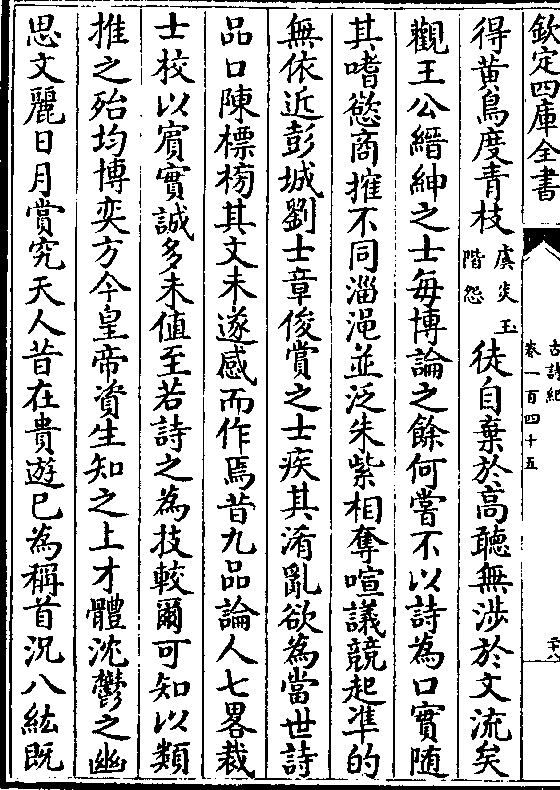 欽定四庫全書
古詩紀
卷一百四十五
得黄鳥度青枝虞炎玉階怨徒自棄於高聽無涉於文流矣
觀王公縉紳之士每博論之餘何嘗不以詩為口實随
其嗜慾商搉不同淄澠並泛朱紫相奪喧議競起凖的
無依近彭城劉士章俊賞之士疾其淆亂欲為當世詩
品口陳標榜其文未遂感而作焉昔九品論人七畧裁
士校以賔實誠多未值至若詩之為技較爾可知以類
推之殆均博奕方今皇帝資生知之上才體沈鬱之幽
思文麗日月賞究天人昔在貴遊已為稱首況八紘既